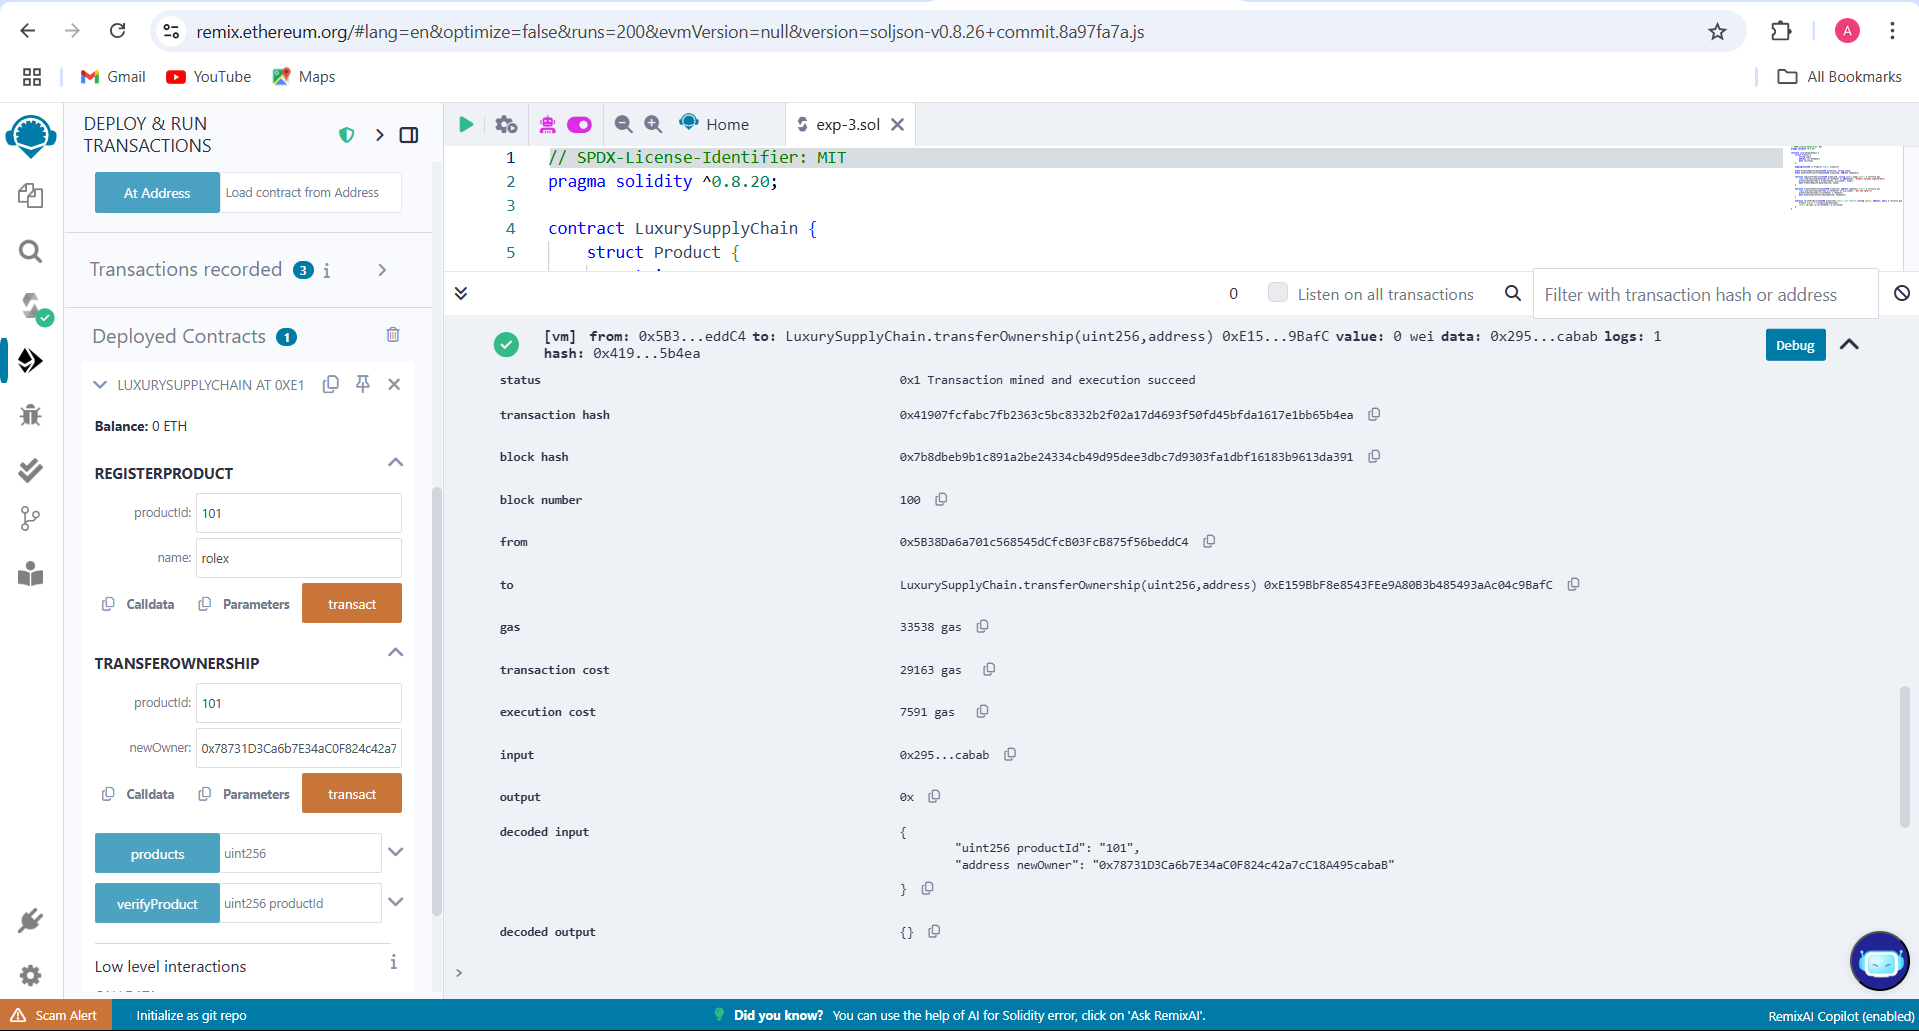 remix.ethereum.org/#lang=en&optimize=false&runs=200&evmVersion=null&version=soljson-v0.8.26+commit.8a97fa7a.js
A
Gmail YouTube Maps All Bookmarks
DEPLOY & RUN
TRANSACTIONS
At Address Load contract from Address
Transactions recorded 3 i
Deployed Contracts 1
LUXURYSUPPLYCHAIN AT 0XE1
Balance: 0 ETH
REGISTERPRODUCT
productId: 101
name: rolex
Calldata Parameters transact
TRANSFEROWNERSHIP
productId: 101
newOwner: 0x78731D3Ca6b7E34aC0F824c42a7
Calldata Parameters transact
products uint256
verifyProduct uint256 productId
Low level interactions i
Home exp-3.sol
1 // SPDX-License-Identifier: MIT
2 pragma solidity ^0.8.20;
3
4 contract LuxurySupplyChain {
5 struct Product {
0 Listen on all transactions Filter with transaction hash or address
[vm] from: 0x5B3...eddC4 to: LuxurySupplyChain.transferOwnership(uint256,address) 0xE15...9BafC value: 0 wei data: 0x295...cabab logs: 1
hash: 0x419...5b4ea
Debug
status 0x1 Transaction mined and execution succeed
transaction hash 0x41907fcfabc7fb2363c5bc8332b2f02a17d4693f50fd45bfda1617e1bb65b4ea
block hash 0x7b8dbeb9b1c891a2be24334cb49d95dee3dbc7d9303fa1dbf16183b9613da391
block number 100
from 0x5B38Da6a701c568545dCfcB03FcB875f56beddC4
to LuxurySupplyChain.transferOwnership(uint256,address) 0xE159BbF8e8543FEe9A80B3b485493aAc04c9BafC
gas 33538 gas
transaction cost 29163 gas
execution cost 7591 gas
input 0x295...cabab
output 0x
decoded input {
"uint256 productId": "101",
"address newOwner": "0x78731D3Ca6b7E34aC0F824c42a7cC18A495cabaB"
}
decoded output {}
>
Scam Alert Initialize as git repo Did you know? You can use the help of AI for Solidity error, click on 'Ask RemixAI'. RemixAI Copilot (enabled)